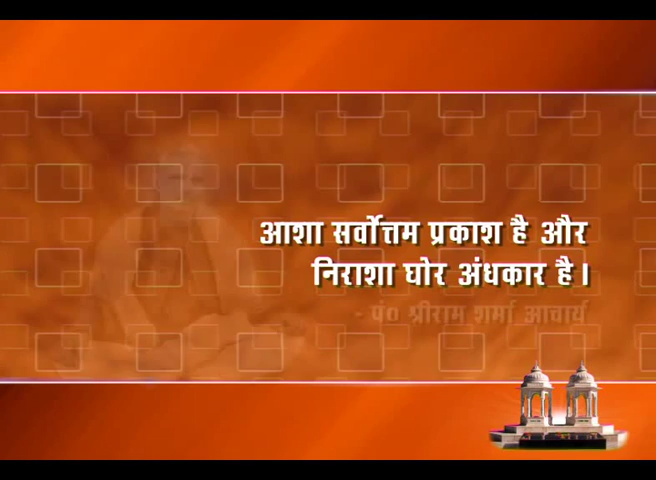 आशा सर्वोत्तम प्रकाश है और
निराशा घोर अंधकार है।
- पं० श्रीराम शर्मा आचार्य